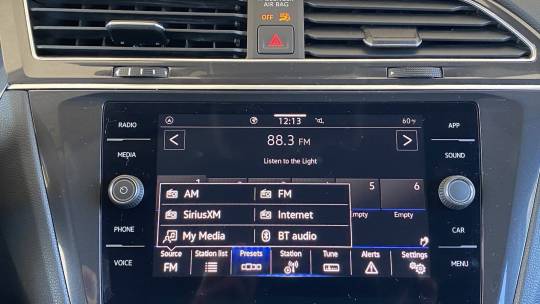 PASSENGER
AIR BAG
OFF
RADIO
12:13
60°F
APP
88.3 FM
MEDIA
Listen to the Light
SOUND
1
5
6
AM
FM
SiriusXM
Internet
Empty
Empty
My Media
BT audio
PHONE
CAR
Source
Station list
Presets
Station
Tune
Alerts
Settings
FM
VOICE
MENU